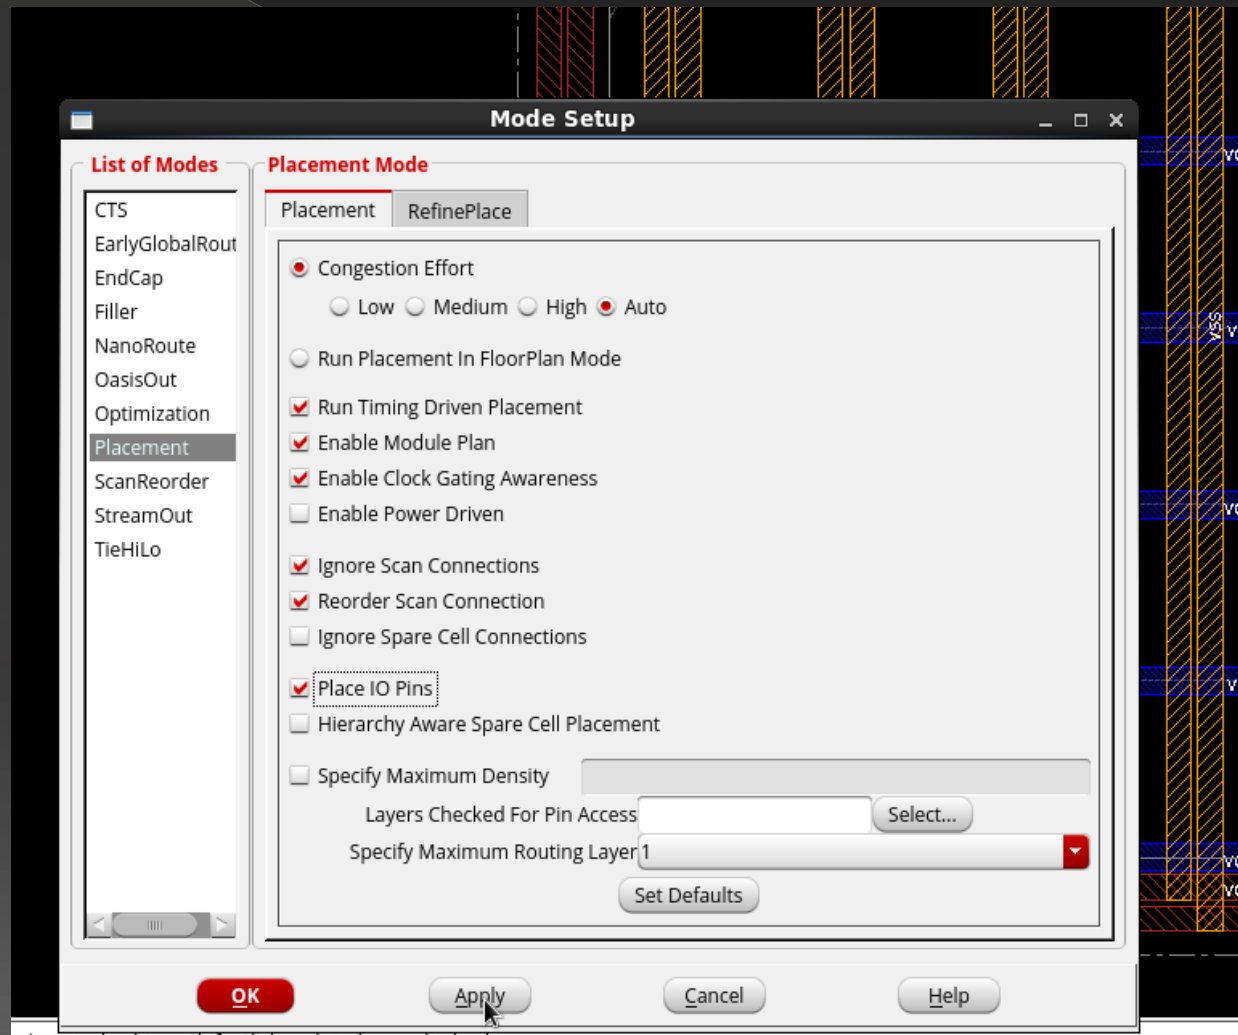 Mode Setup
List of Modes
CTS
EarlyGlobalRout
EndCap
Filler
NanoRoute
OasisOut
Optimization
Placement
ScanReorder
StreamOut
TieHiLo
Placement Mode
Placement RefinePlace
Congestion Effort
Low Medium High Auto
Run Placement In FloorPlan Mode
Run Timing Driven Placement
Enable Module Plan
Enable Clock Gating Awareness
Enable Power Driven
Ignore Scan Connections
Reorder Scan Connection
Ignore Spare Cell Connections
Place IO Pins
Hierarchy Aware Spare Cell Placement
Specify Maximum Density
Layers Checked For Pin Access Select...
Specify Maximum Routing Layer 1
Set Defaults
OK Apply Cancel Help
VSS